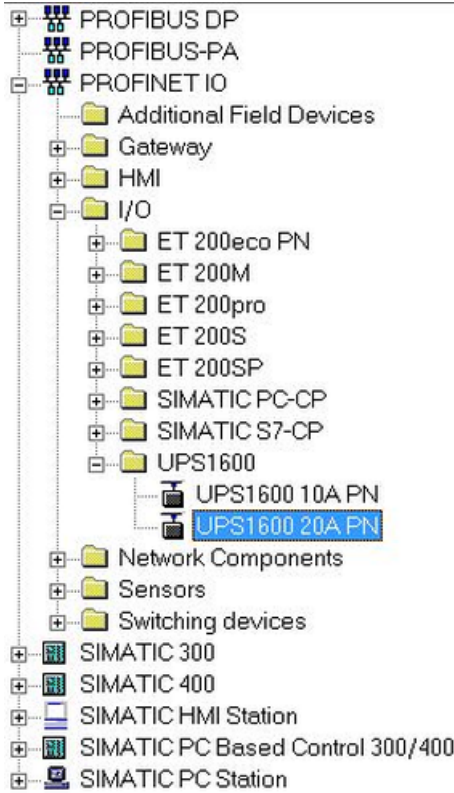 PROFIBUS DP
PROFIBUS-PA
PROFINET IO
Additional Field Devices
Gateway
HMI
I/O
ET 200eco PN
ET 200M
ET 200pro
ET 200S
ET 200SP
SIMATIC PC-CP
SIMATIC S7-CP
UPS1600
UPS1600 10A PN
UPS1600 20A PN
Network Components
Sensors
Switching devices
SIMATIC 300
SIMATIC 400
SIMATIC HMI Station
SIMATIC PC Based Control 300/400
SIMATIC PC Station